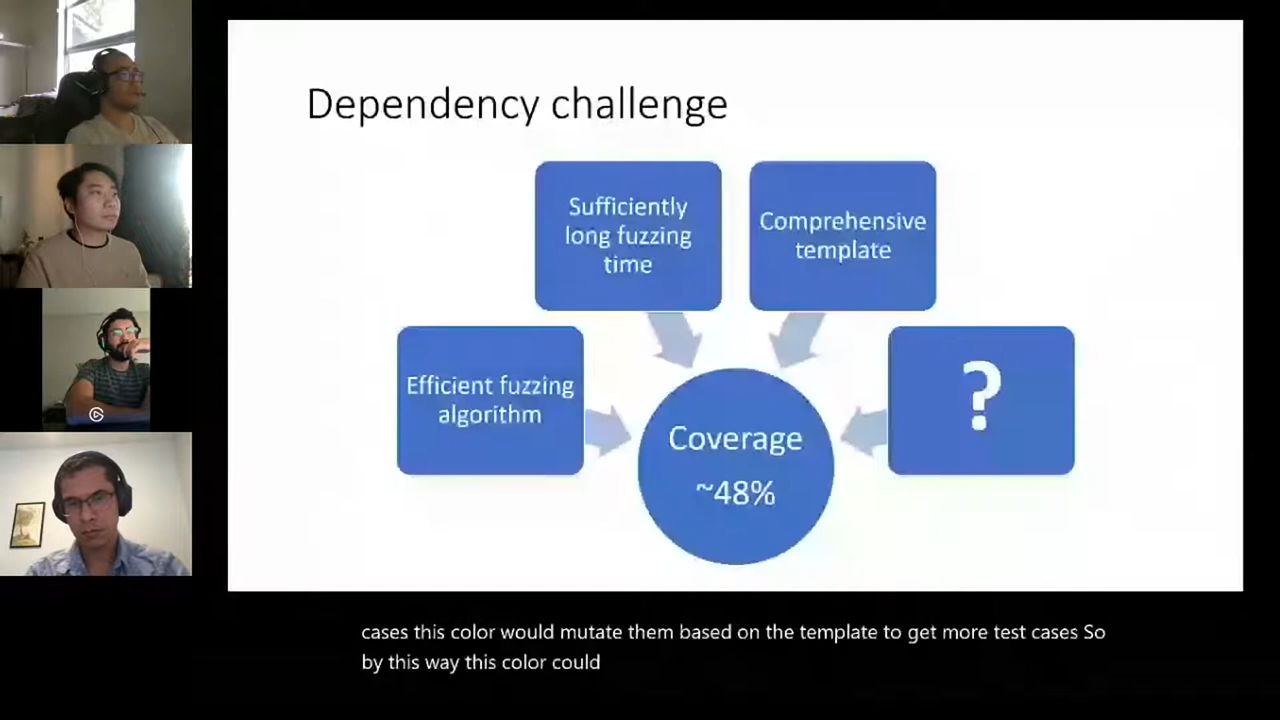 Dependency challenge
Sufficiently
long fuzzing
time
Comprehensive
template
Efficient fuzzing
algorithm
?
Coverage
~48%
cases this color would mutate them based on the template to get more test cases So
by this way this color could